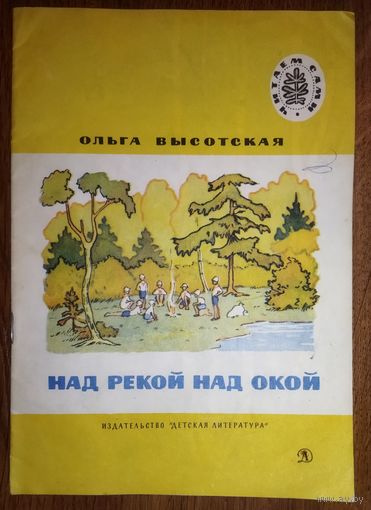 ЧИТАЕМ САМИ
ОЛЬГА ВЫСОТСКАЯ
НАД РЕКОЙ НАД ОКОЙ
ИЗДАТЕЛЬСТВО "ДЕТСКАЯ ЛИТЕРАТУРА"